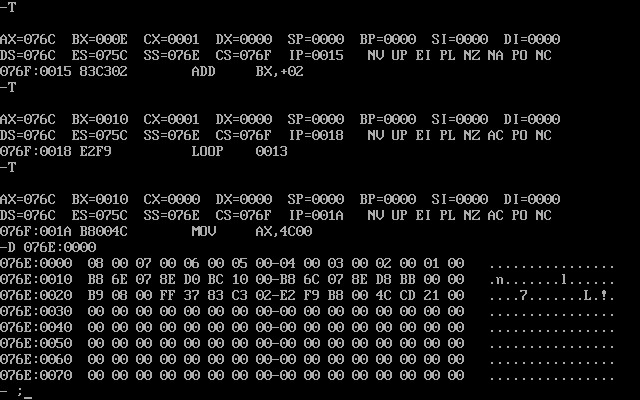 -T
AX=076C  BX=000E  CX=0001  DX=0000  SP=0000  BP=0000  SI=0000  DI=0000
DS=076C  ES=075C  SS=076E  CS=076F  IP=0015   NV UP EI PL NZ NA PO NC
076F:0015 83C302        ADD     BX,+02
-T
AX=076C  BX=0010  CX=0001  DX=0000  SP=0000  BP=0000  SI=0000  DI=0000
DS=076C  ES=075C  SS=076E  CS=076F  IP=0018   NV UP EI PL NZ AC PO NC
076F:0018 E2F9          LOOP    0013
-T
AX=076C  BX=0010  CX=0000  DX=0000  SP=0000  BP=0000  SI=0000  DI=0000
DS=076C  ES=075C  SS=076E  CS=076F  IP=001A   NV UP EI PL NZ AC PO NC
076F:001A B8004C        MOV     AX,4C00
-D 076E:0000
076E:0000  08 00 07 00 06 00 05 00-04 00 03 00 02 00 01 00   ................
076E:0010  B8 6E 07 8E D0 BC 10 00-B8 6C 07 8E D8 BB 00 00   .n.......l......
076E:0020  B9 08 00 FF 37 83 C3 02-E2 F9 B8 00 4C CD 21 00   ....7.......L.!.
076E:0030  00 00 00 00 00 00 00 00-00 00 00 00 00 00 00 00   ................
076E:0040  00 00 00 00 00 00 00 00-00 00 00 00 00 00 00 00   ................
076E:0050  00 00 00 00 00 00 00 00-00 00 00 00 00 00 00 00   ................
076E:0060  00 00 00 00 00 00 00 00-00 00 00 00 00 00 00 00   ................
076E:0070  00 00 00 00 00 00 00 00-00 00 00 00 00 00 00 00   ................
- ;_